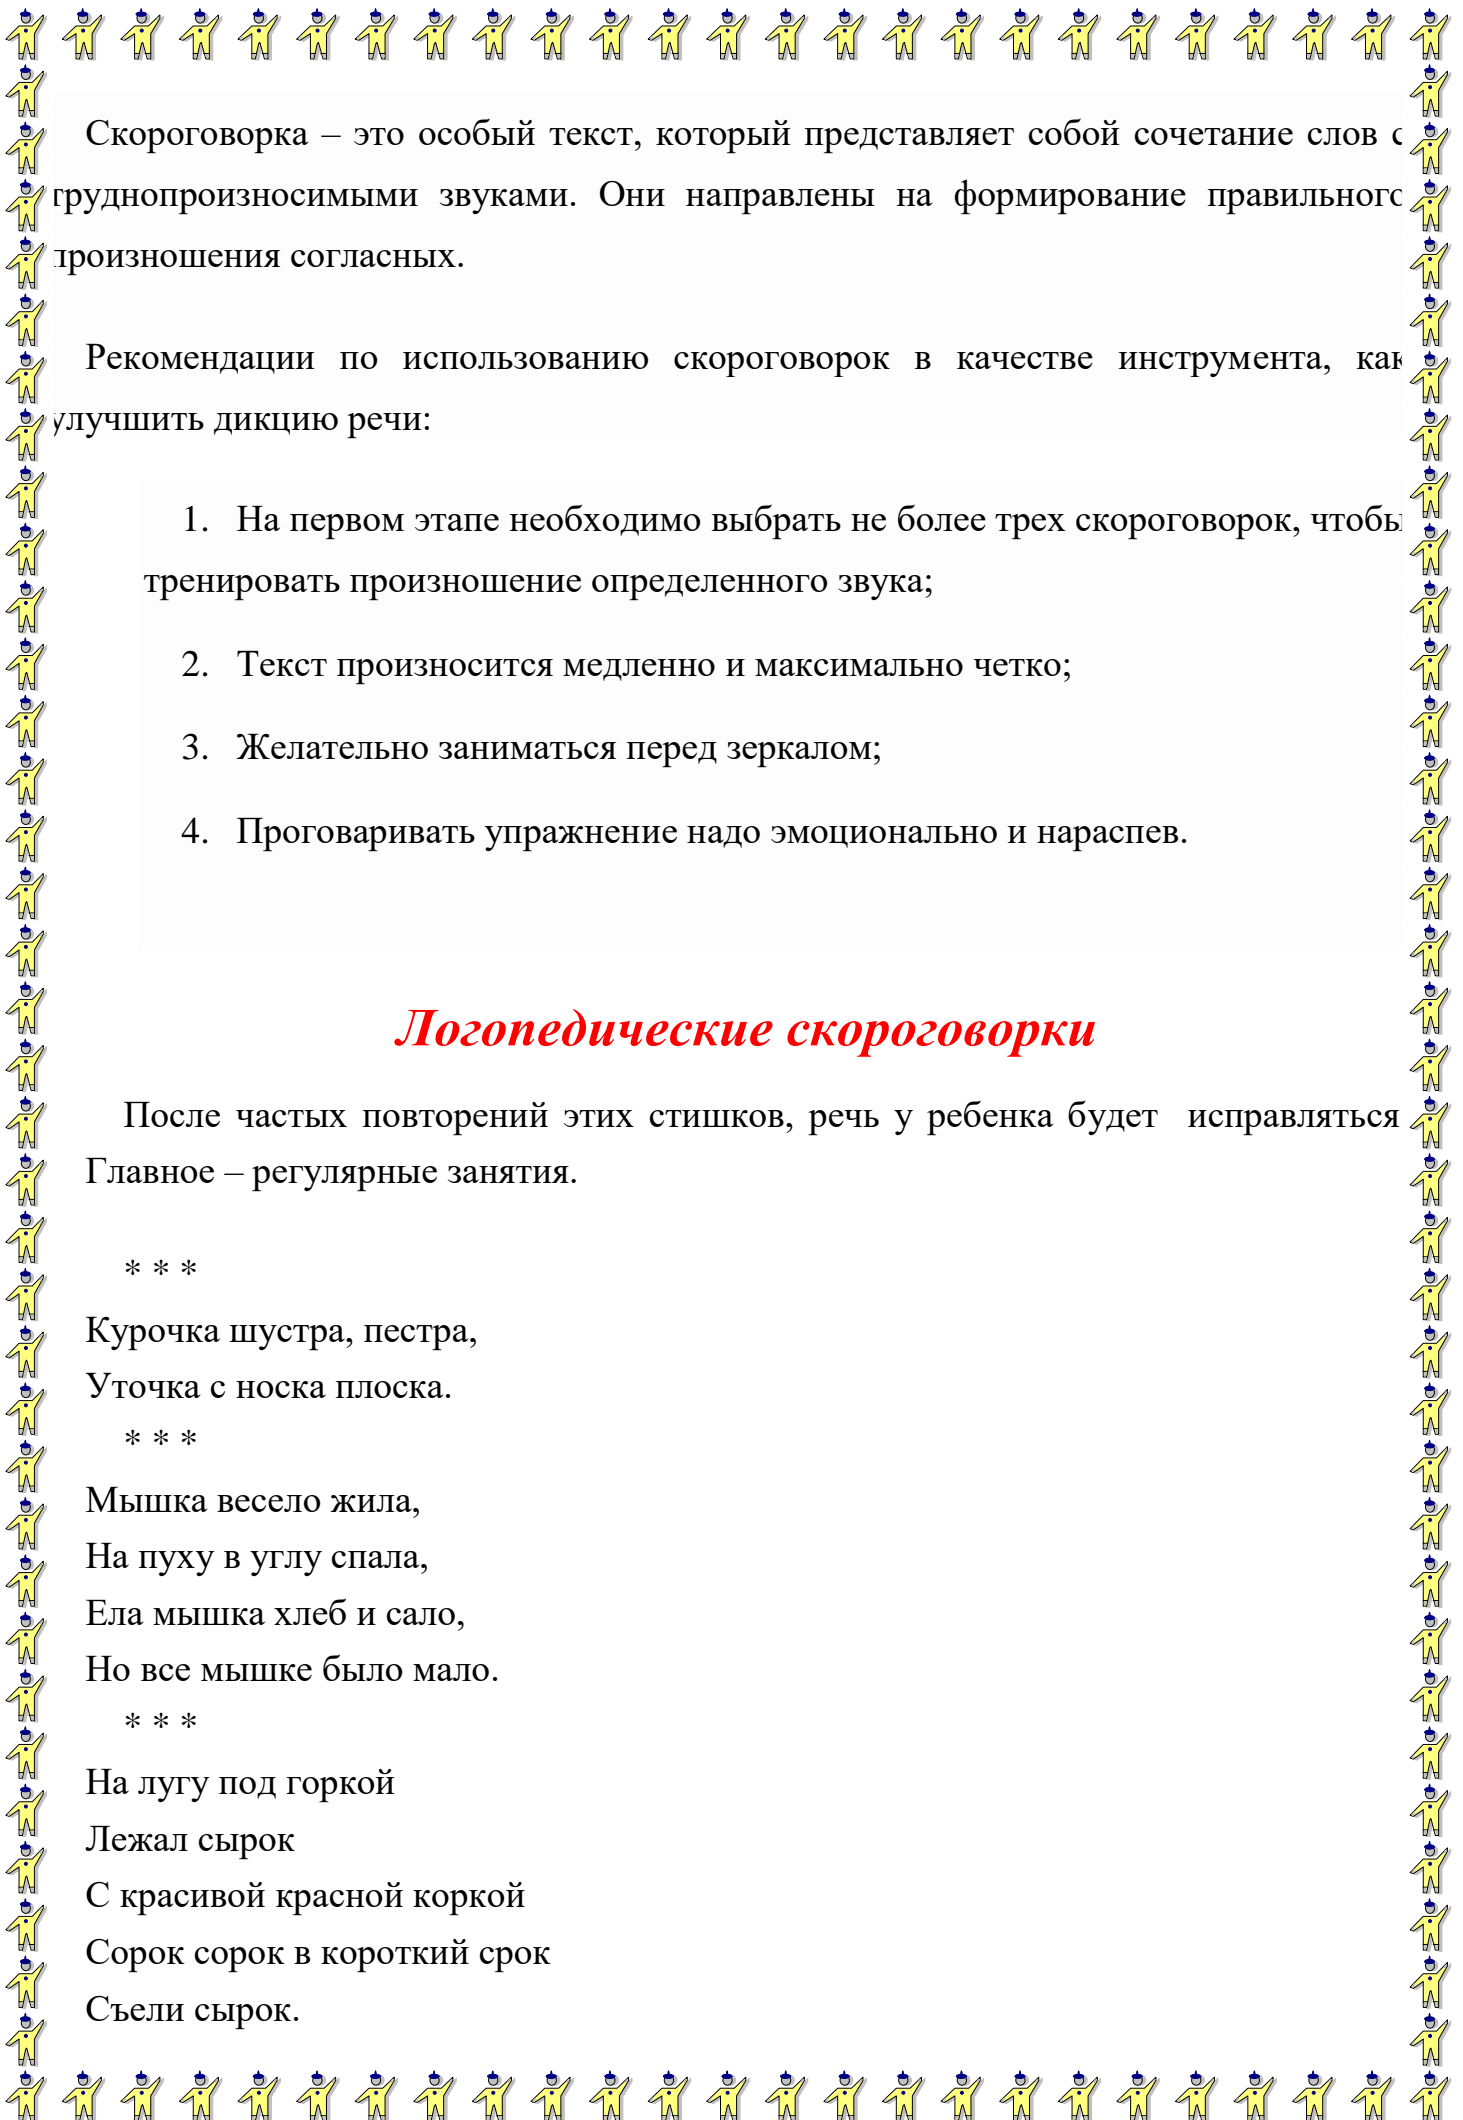 Скороговорка – это особый текст, который представляет собой сочетание слов с
труднопроизносимыми звуками. Они направлены на формирование правильного
произношения согласных.
Рекомендации по использованию скороговорок в качестве инструмента, как
улучшить дикцию речи:
1. На первом этапе необходимо выбрать не более трех скороговорок, чтобы
тренировать произношение определенного звука;
2. Текст произносится медленно и максимально четко;
3. Желательно заниматься перед зеркалом;
4. Проговаривать упражнение надо эмоционально и нараспев.
Логопедические скороговорки
После частых повторений этих стишков, речь у ребенка будет исправляться
Главное – регулярные занятия.
* * *
Курочка шустра, пестра,
Уточка с носка плоска.
* * *
Мышка весело жила,
На пуху в углу спала,
Ела мышка хлеб и сало,
Но все мышке было мало.
* * *
На лугу под горкой
Лежал сырок
С красивой красной коркой
Сорок сорок в короткий срок
Съели сырок.